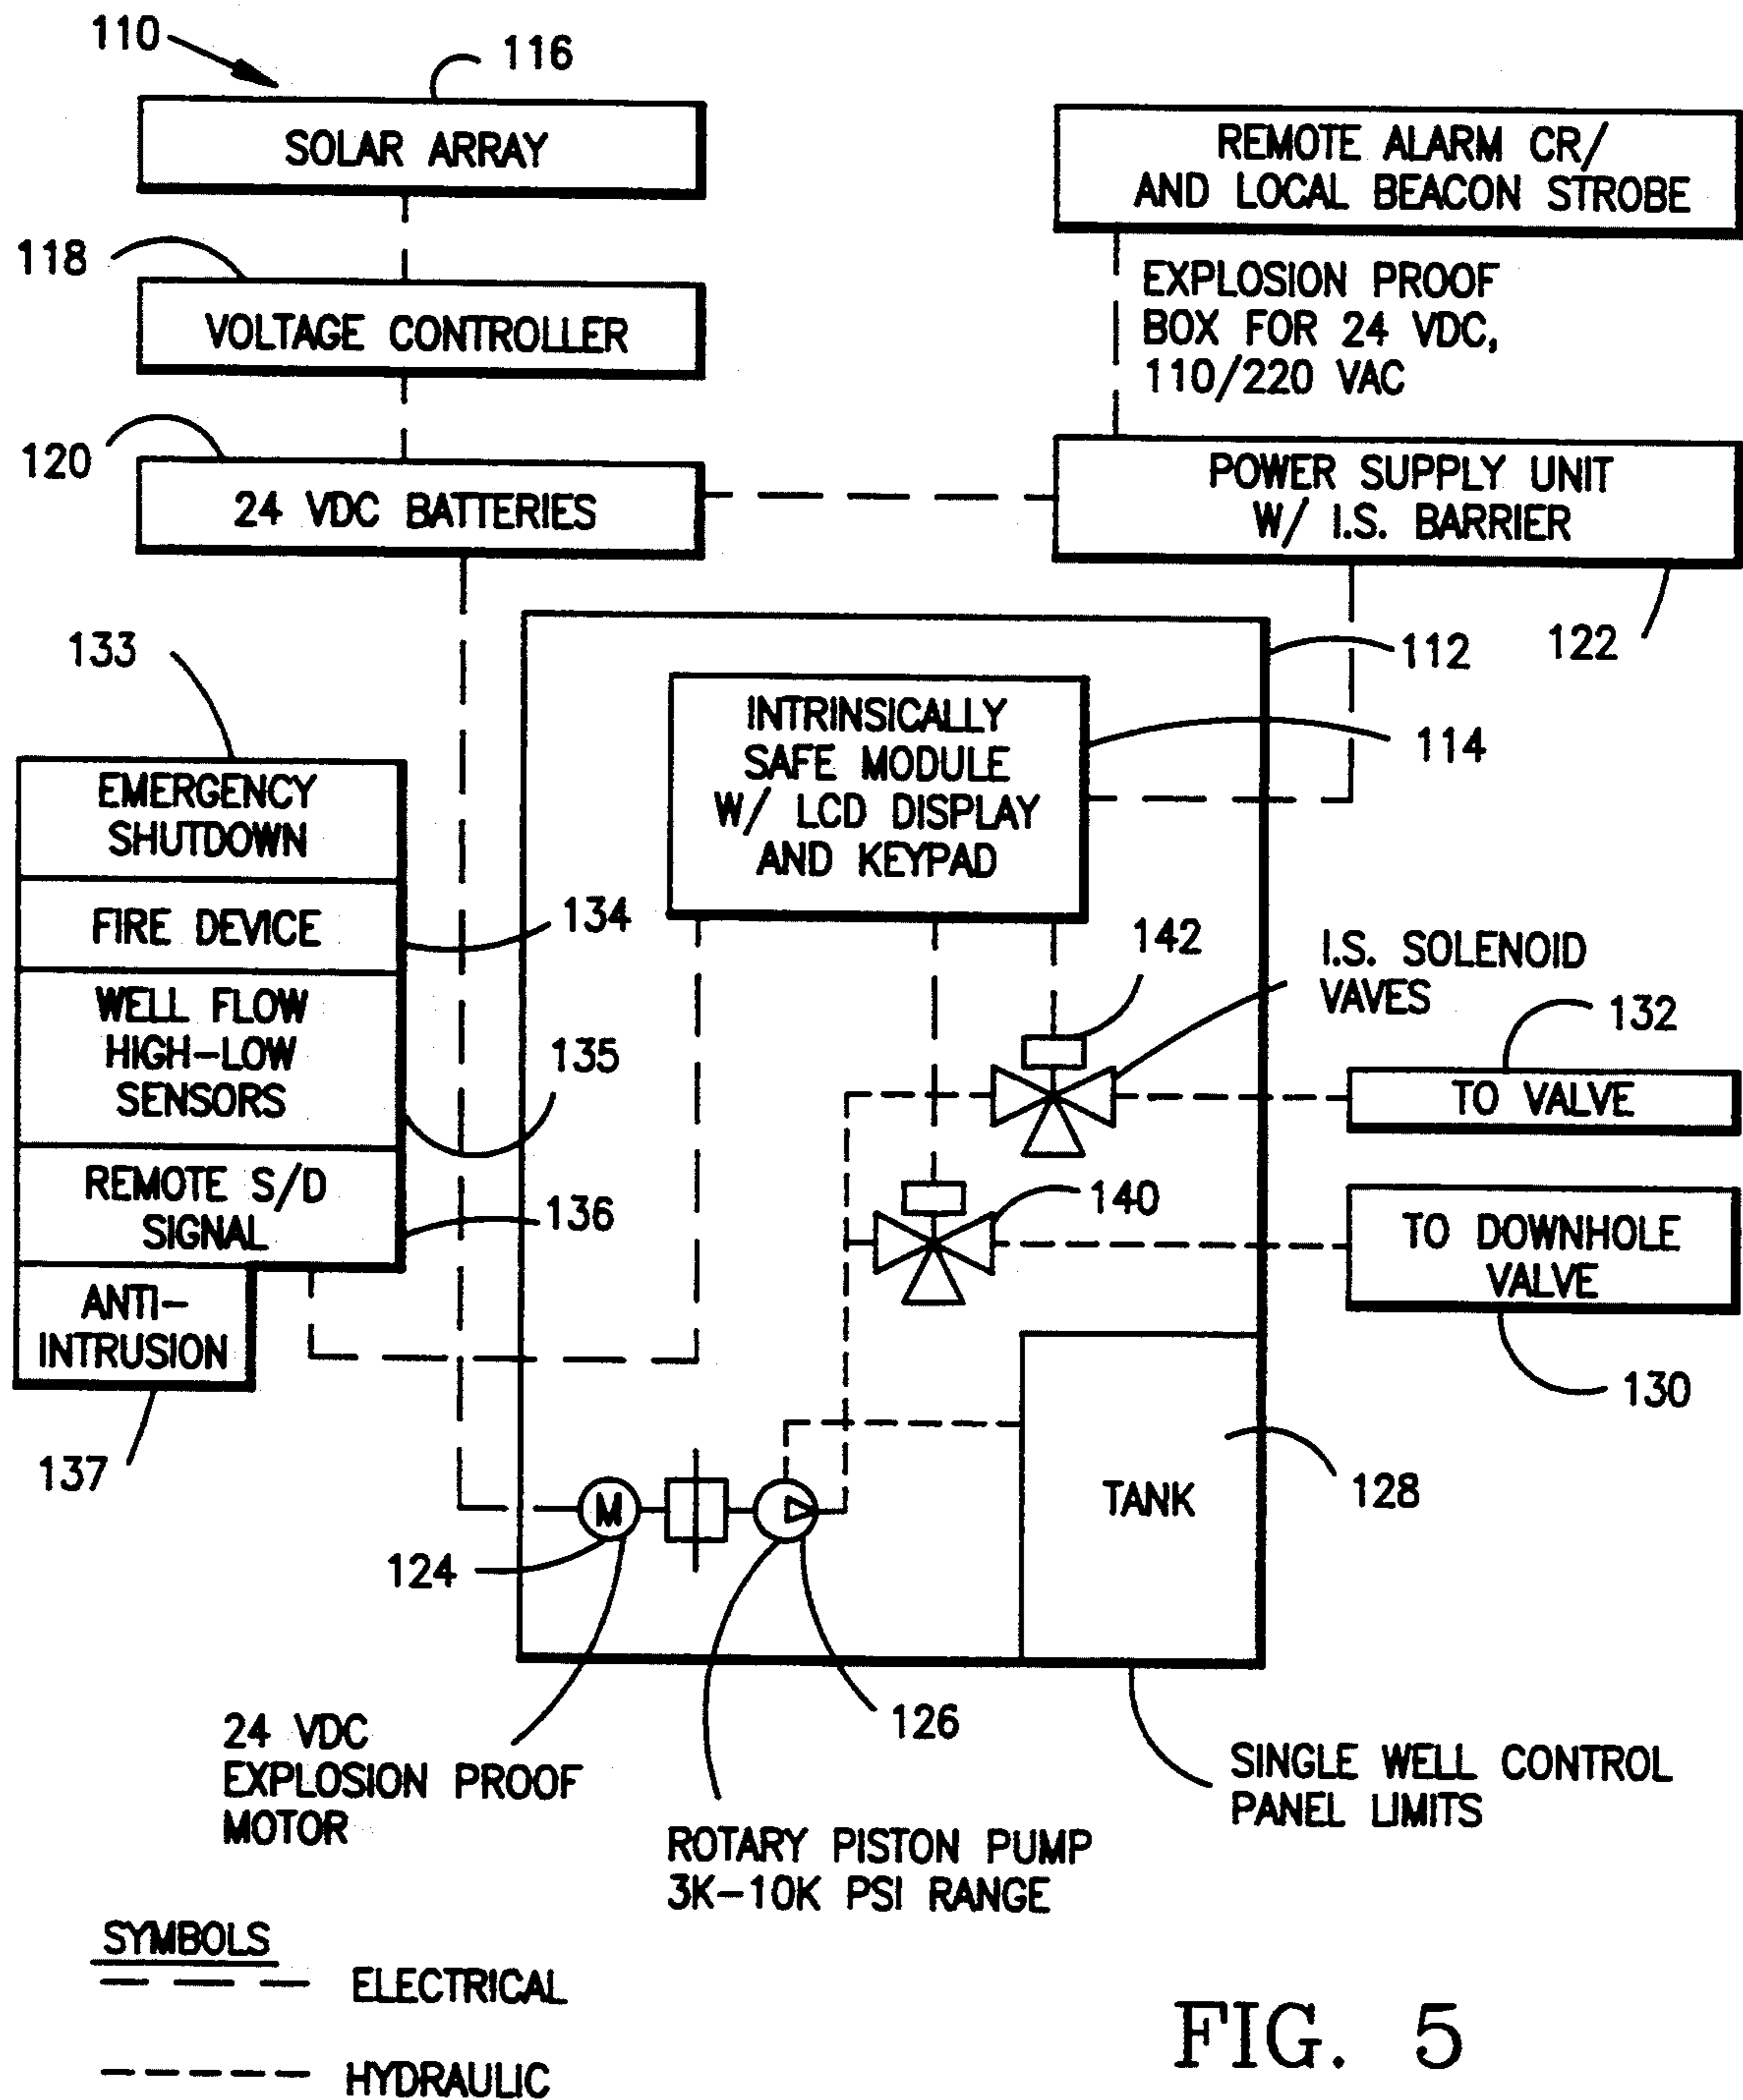 110
116
SOLAR ARRAY
REMOTE ALARM CR/
AND LOCAL BEACON STROBE
118
VOLTAGE CONTROLLER
EXPLOSION PROOF
BOX FOR 24 VDC,
110/220 VAC
120
24 VDC BATTERIES
POWER SUPPLY UNIT
W/ I.S. BARRIER
122
112
133
INTRINSICALLY
SAFE MODULE
W/ LCD DISPLAY
AND KEYPAD
114
EMERGENCY
SHUTDOWN
FIRE DEVICE
134
WELL FLOW
HIGH-LOW
SENSORS
135
REMOTE S/D
SIGNAL
136
ANTI-
INTRUSION
137
142
I.S. SOLENOID
VAVES
132
TO VALVE
140
TO DOWNHOLE
VALVE
130
M
124
TANK
128
24 VDC
EXPLOSION PROOF
MOTOR
126
ROTARY PISTON PUMP
3K-10K PSI RANGE
SINGLE WELL CONTROL
PANEL LIMITS
SYMBOLS
ELECTRICAL
HYDRAULIC
FIG. 5